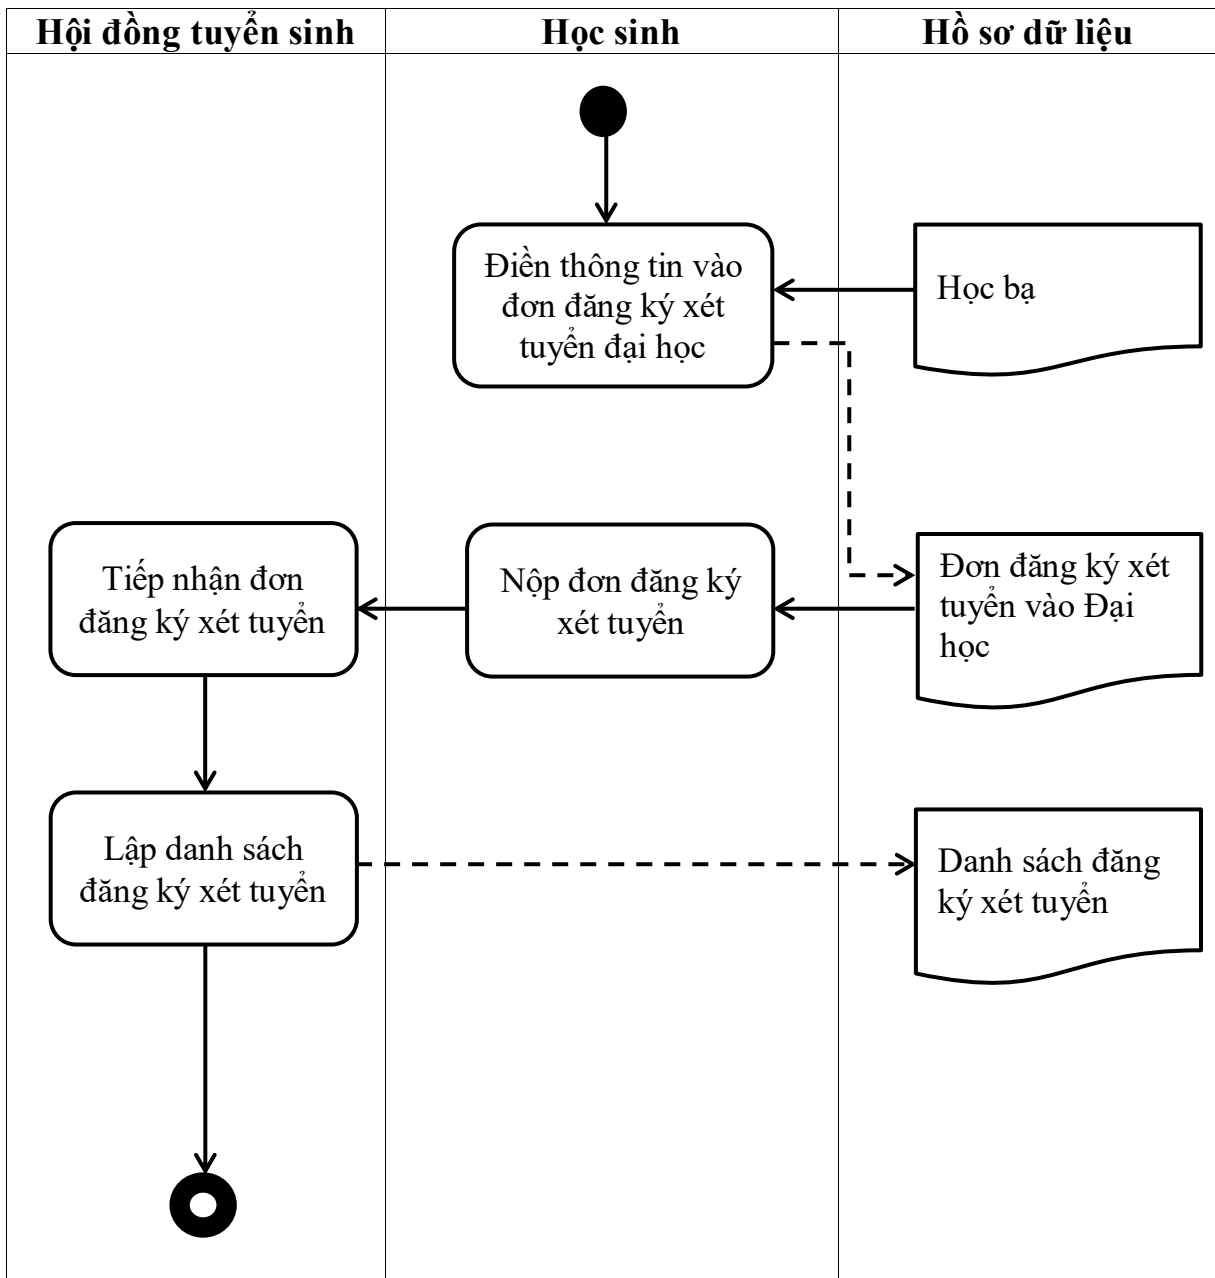 Hội đồng tuyển sinh
Học sinh
Hồ sơ dữ liệu
Điền thông tin vào
đơn đăng ký xét
tuyển đại học
Học bạ
Tiếp nhận đơn
đăng ký xét tuyển
Nộp đơn đăng ký
xét tuyển
Đơn đăng ký xét
tuyển vào Đại
học
Lập danh sách
đăng ký xét tuyển
Danh sách đăng
ký xét tuyển